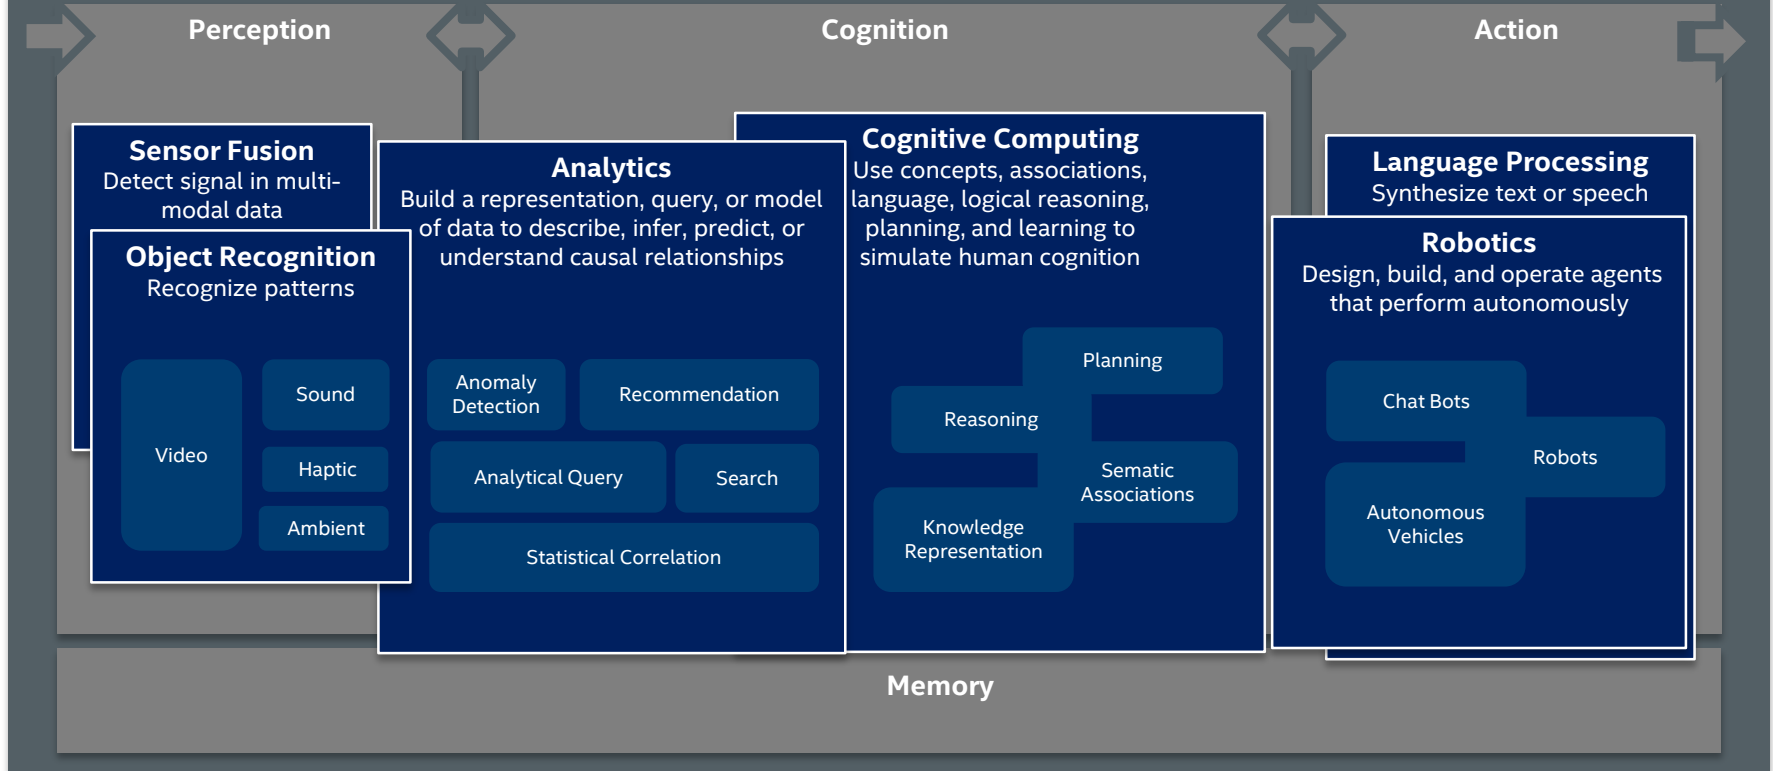 Perception
Cognition
Action
Sensor Fusion
Detect signal in multi-
modal data
Object Recognition
Recognize patterns
Video
Sound
Haptic
Ambient
Analytics
Build a representation, query, or model
of data to describe, infer, predict, or
understand causal relationships
Anomaly
Detection
Recommendation
Analytical Query
Search
Statistical Correlation
Cognitive Computing
Use concepts, associations,
language, logical reasoning,
planning, and learning to
simulate human cognition
Planning
Reasoning
Sematic
Associations
Knowledge
Representation
Language Processing
Synthesize text or speech
Robotics
Design, build, and operate agents
that perform autonomously
Chat Bots
Robots
Autonomous
Vehicles
Memory